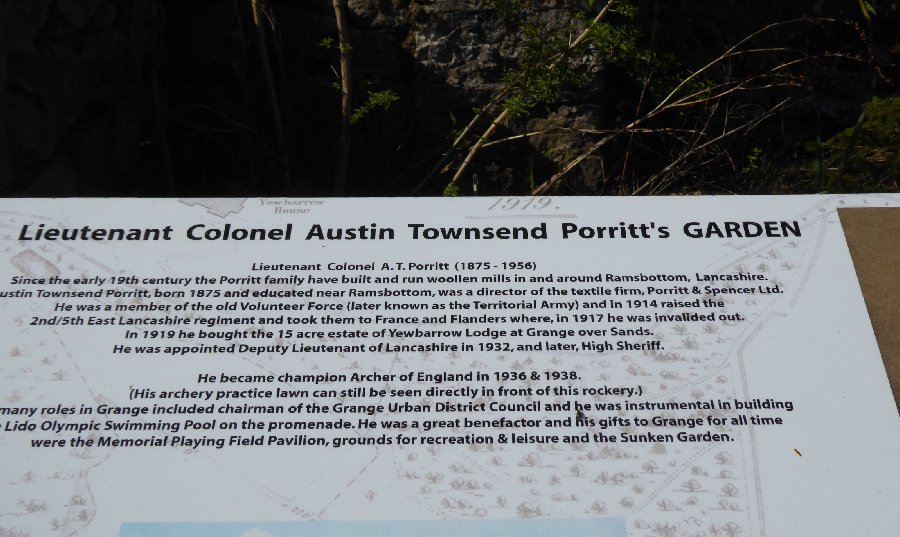 Yewbarrow
House
1919.
Lieutenant Colonel Austin Townsend Porritt's GARDEN
Lieutenant Colonel A.T. Porritt (1875 - 1956)
Since the early 19th century the Porritt family have built and run woollen mills in and around Ramsbottom, Lancashire.
Townsend Porritt, born 1875 and educated near Ramsbottom, was a director of the textile firm, Porritt & Spencer Ltd.
He was a member of the old Volunteer Force (later known as the Territorial Army) and in 1914 raised the
2nd/5th East Lancashire regiment and took them to France and Flanders where, in 1917 he was invalided out.
In 1919 he bought the 15 acre estate of Yewbarrow Lodge at Grange over Sands.
He was appointed Deputy Lieutenant of Lancashire in 1932, and later, High Sheriff.
He became champion Archer of England in 1936 & 1938.
(His archery practice lawn can still be seen directly in front of this rockery.)
many roles in Grange included chairman of the Grange Urban District Council and he was instrumental in building
Lido Olympic Swimming Pool on the promenade. He was a great benefactor and his gifts to Grange for all time
were the Memorial Playing Field Pavilion, grounds for recreation & leisure and the Sunken Garden.